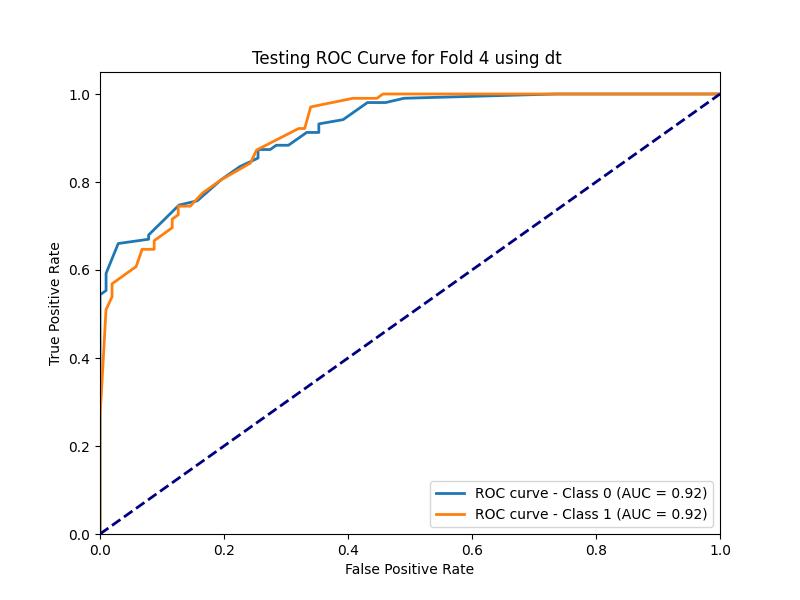 Testing ROC Curve for Fold 4 using dt
1.0
0.8
0.6
0.4
0.2
0.0
True Positive Rate
ROC curve - Class 0 (AUC = 0.92)
ROC curve - Class 1 (AUC = 0.92)
0.0 0.2 0.4 0.6 0.8 1.0
False Positive Rate